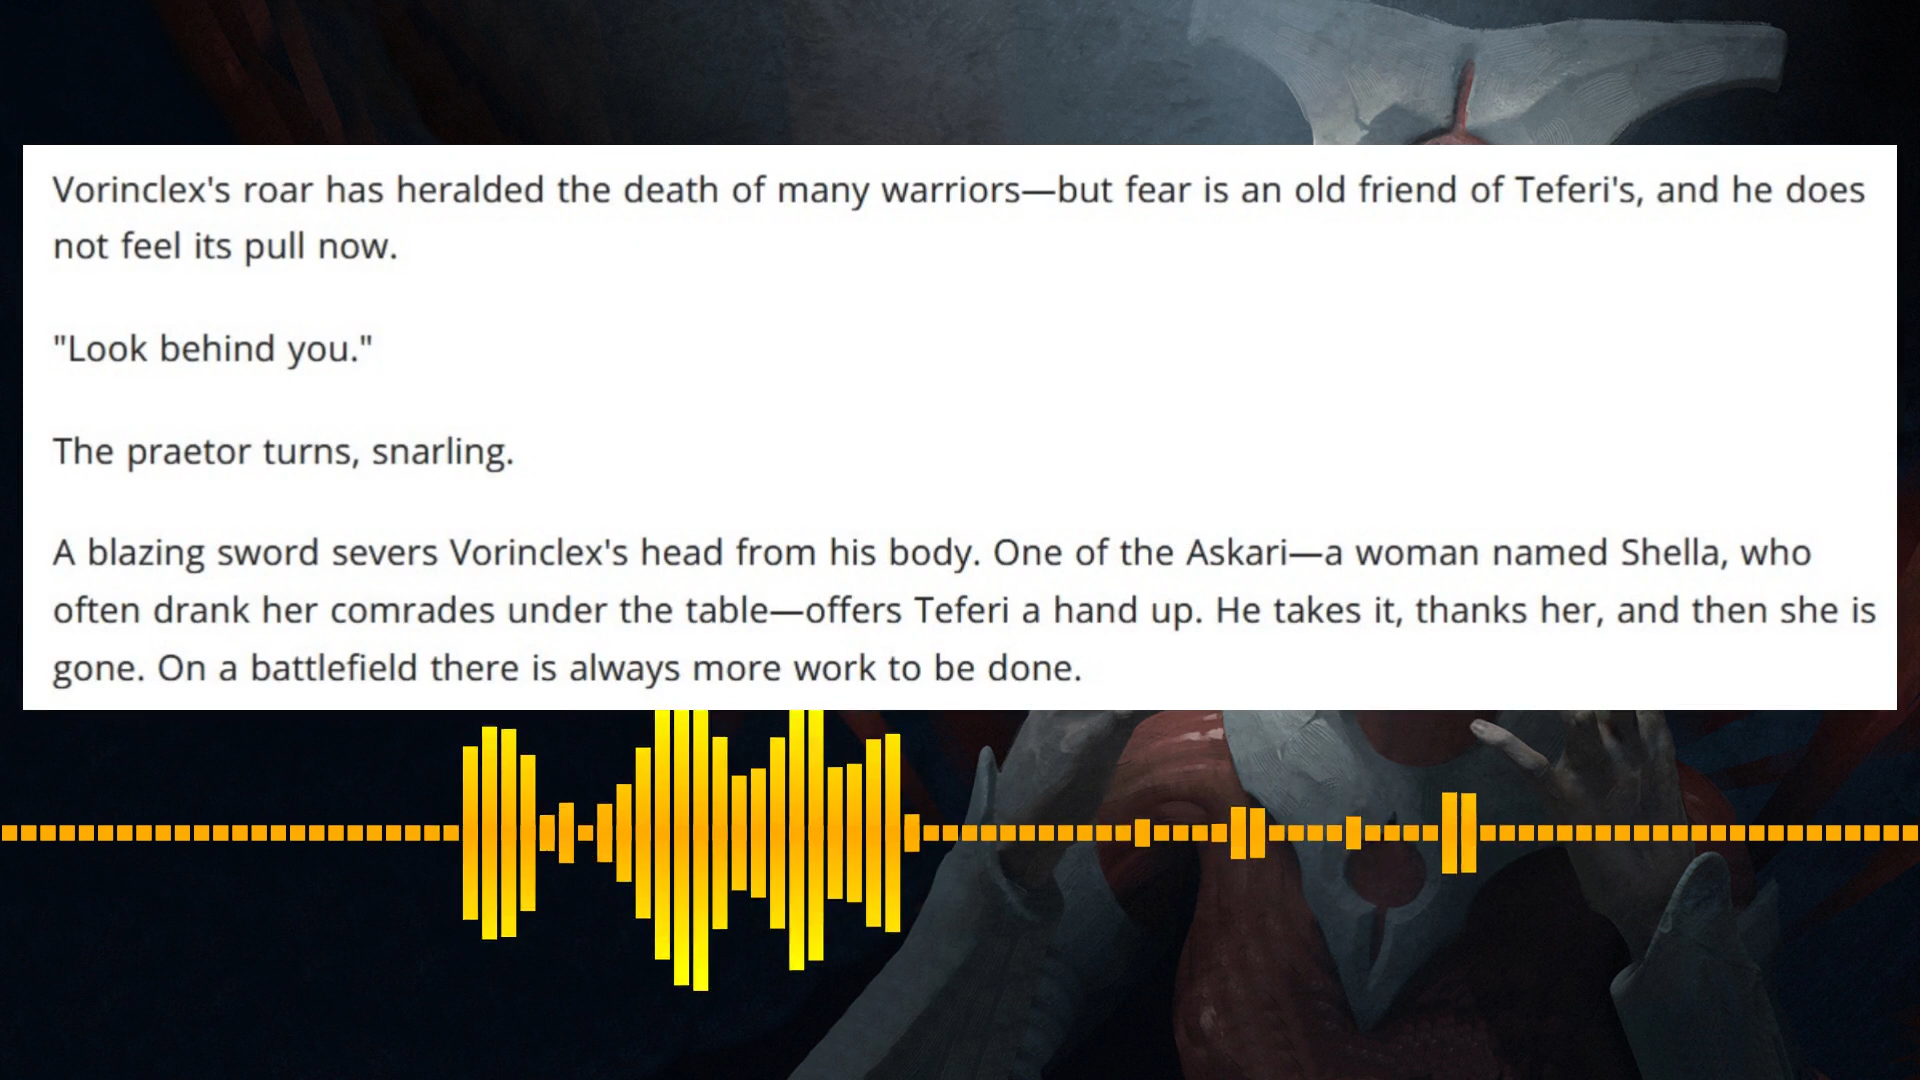 Vorinclex's roar has heralded the death of many warriors—but fear is an old friend of Teferi's, and he does
not feel its pull now.
"Look behind you."
The praetor turns, snarling.
A blazing sword severs Vorinclex's head from his body. One of the Askari—a woman named Shella, who
often drank her comrades under the table—offers Teferi a hand up. He takes it, thanks her, and then she is
gone. On a battlefield there is always more work to be done.